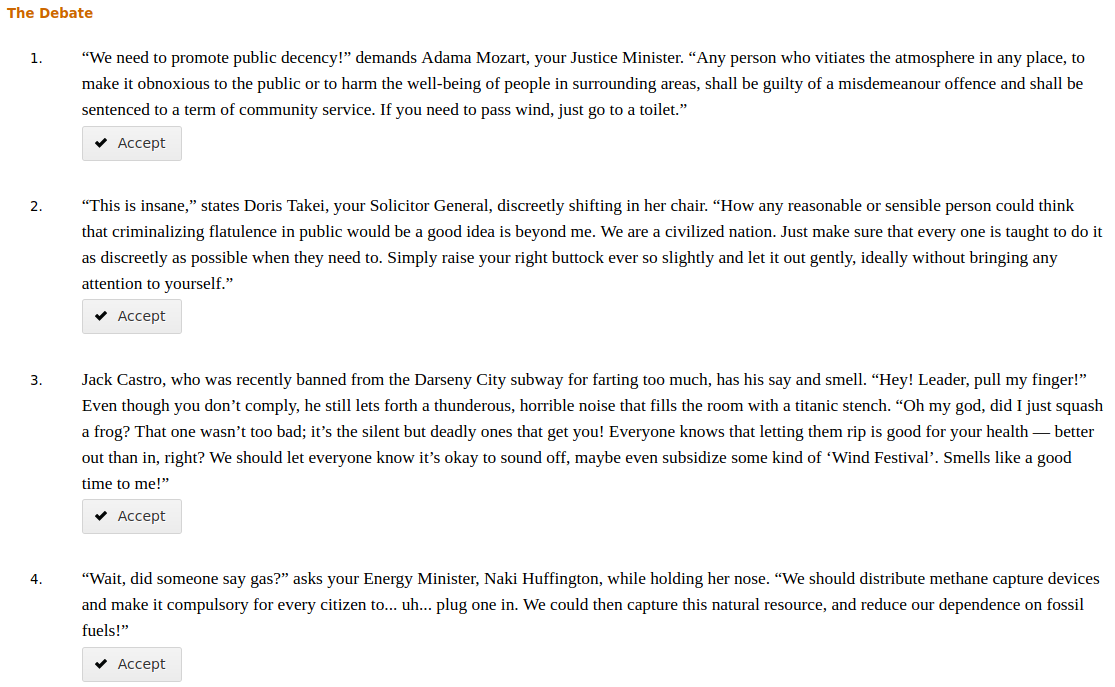 The Debate
1. “We need to promote public decency!” demands Adama Mozart, your Justice Minister. “Any person who vitiates the atmosphere in any place, to
make it obnoxious to the public or to harm the well-being of people in surrounding areas, shall be guilty of a misdemeanour offence and shall be
sentenced to a term of community service. If you need to pass wind, just go to a toilet.”
Accept
2. “This is insane,” states Doris Takei, your Solicitor General, discreetly shifting in her chair. “How any reasonable or sensible person could think
that criminalizing flatulence in public would be a good idea is beyond me. We are a civilized nation. Just make sure that every one is taught to do it
as discreetly as possible when they need to. Simply raise your right buttock ever so slightly and let it out gently, ideally without bringing any
attention to yourself.”
Accept
3. Jack Castro, who was recently banned from the Darseny City subway for farting too much, has his say and smell. “Hey! Leader, pull my finger!”
Even though you don’t comply, he still lets forth a thunderous, horrible noise that fills the room with a titanic stench. “Oh my god, did I just squash
a frog? That one wasn’t too bad; it’s the silent but deadly ones that get you! Everyone knows that letting them rip is good for your health — better
out than in, right? We should let everyone know it’s okay to sound off, maybe even subsidize some kind of ‘Wind Festival’. Smells like a good
time to me!”
Accept
4. “Wait, did someone say gas?” asks your Energy Minister, Naki Huffington, while holding her nose. “We should distribute methane capture devices
and make it compulsory for every citizen to... uh... plug one in. We could then capture this natural resource, and reduce our dependence on fossil
fuels!”
Accept